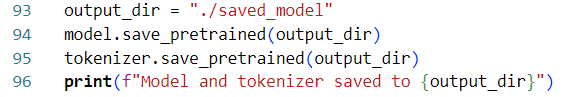 93 output_dir = "./saved_model"
94 model.save_pretrained(output_dir)
95 tokenizer.save_pretrained(output_dir)
96 print(f"Model and tokenizer saved to {output_dir}")